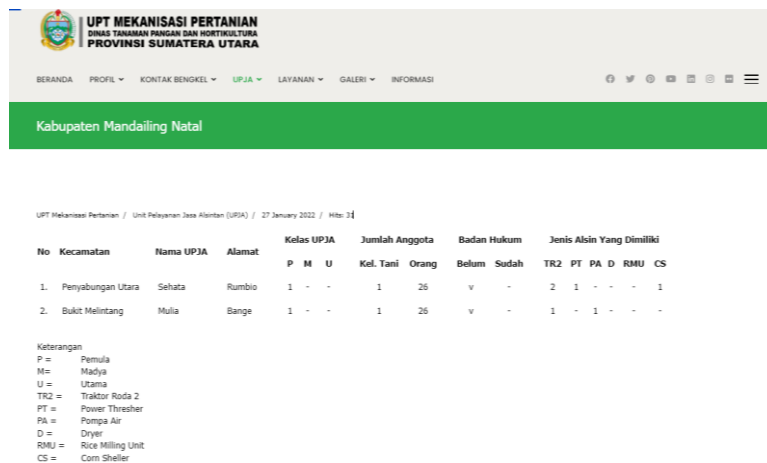 UPT MEKANISASI PERTANIAN
DINAS TANAMAN PANGAN DAN HORTIKULTURA
PROVINSI SUMATERA UTARA
BERANDA PROFIL KONTAK BENGKEL UPJA LAYANAN GALERI INFORMASI
Kabupaten Mandailing Natal
UPT Mekanisasi Pertanian / Unit Pelayanan Jasa Alsintan (UPJA) / 27 January 2022 / Hits: 31
No Kecamatan Nama UPJA Alamat Kelas UPJA Jumlah Anggota Badan Hukum Jenis Alsin Yang Dimiliki
P M U Kel. Tani Orang Belum Sudah TR2 PT PA D RMU CS
1. Penyabungan Utara Sehata Rumbio 1 - - 1 26 v - 2 1 - - - 1
2. Bukit Melintang Mulia Bange 1 - - 1 26 v - 1 - 1 - - -
Keterangan
P = Pemula
M= Madya
U = Utama
TR2 = Traktor Roda 2
PT = Power Thresher
PA = Pompa Air
D = Dryer
RMU = Rice Milling Unit
CS = Corn Sheller